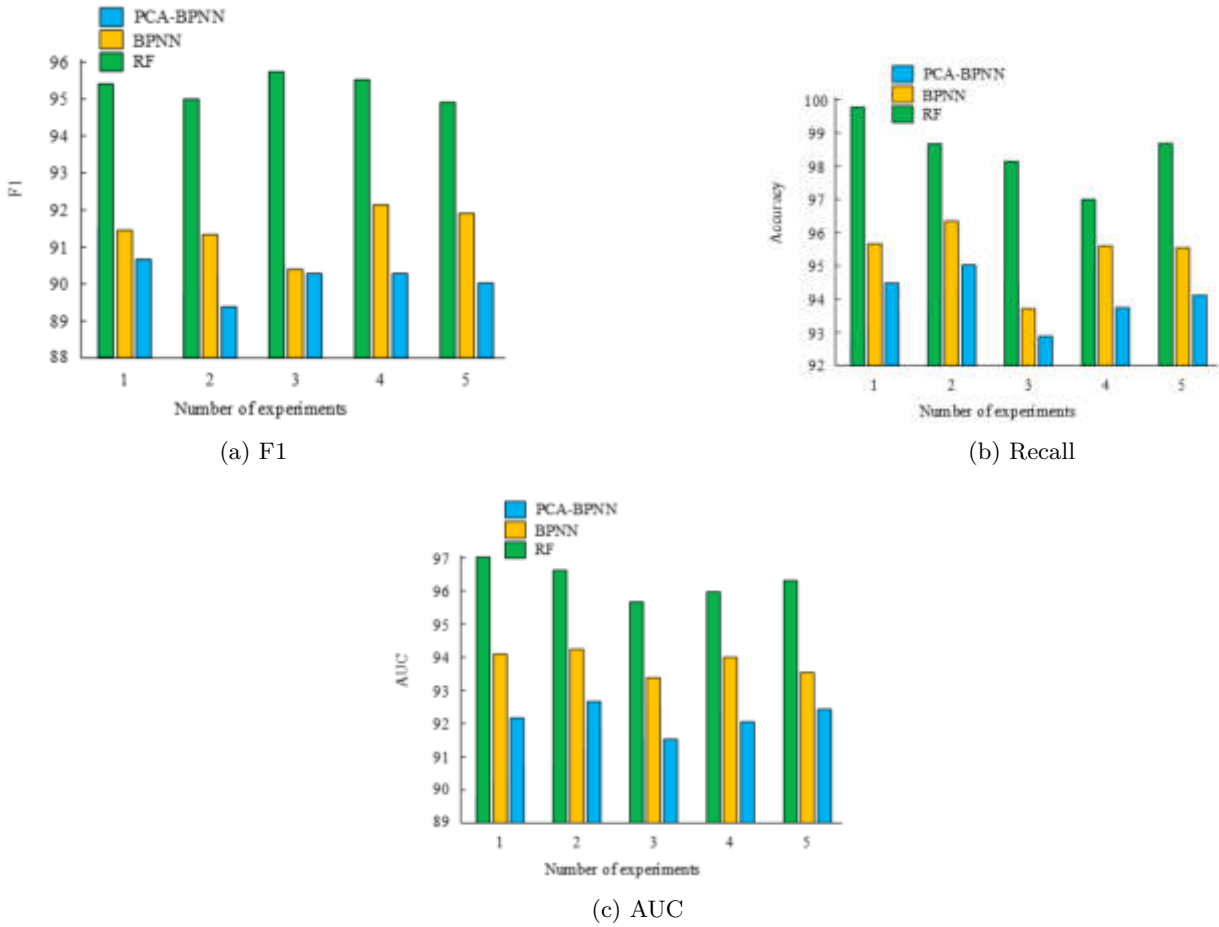 PCA-BPNN
BPNN
RF
96
95
94
93
92
91
90
89
88
F1
1 2 3 4 5
Number of experiments
(a) F1
PCA-BPNN
BPNN
RF
100
99
98
97
96
95
94
93
92
Accuracy
1 2 3 4 5
Number of experiments
(b) Recall
PCA-BPNN
BPNN
RF
97
96
95
94
93
92
91
90
89
AUC
1 2 3 4 5
Number of experiments
(c) AUC